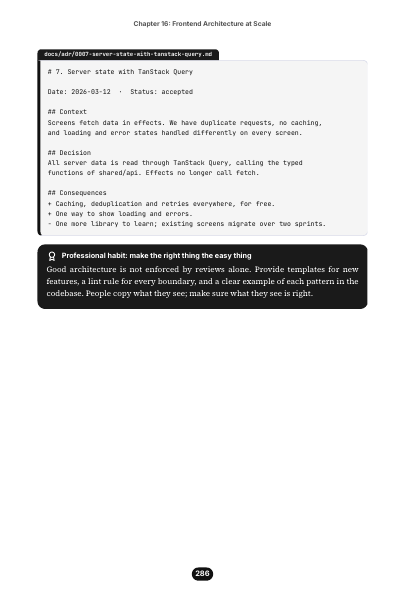 Chapter 16: Frontend Architecture at Scale
docs/adr/0007-server-state-with-tanstack-query.md
# 7. Server state with TanStack Query
Date: 2026-03-12 · Status: accepted
## Context
Screens fetch data in effects. We have duplicate requests, no caching,
and loading and error states handled differently on every screen.
## Decision
All server data is read through TanStack Query, calling the typed
functions of shared/api. Effects no longer call fetch.
## Consequences
+ Caching, deduplication and retries everywhere, for free.
+ One way to show loading and errors.
- One more library to learn; existing screens migrate over two sprints.
Professional habit: make the right thing the easy thing
Good architecture is not enforced by reviews alone. Provide templates for new
features, a lint rule for every boundary, and a clear example of each pattern in the
codebase. People copy what they see; make sure what they see is right.
286